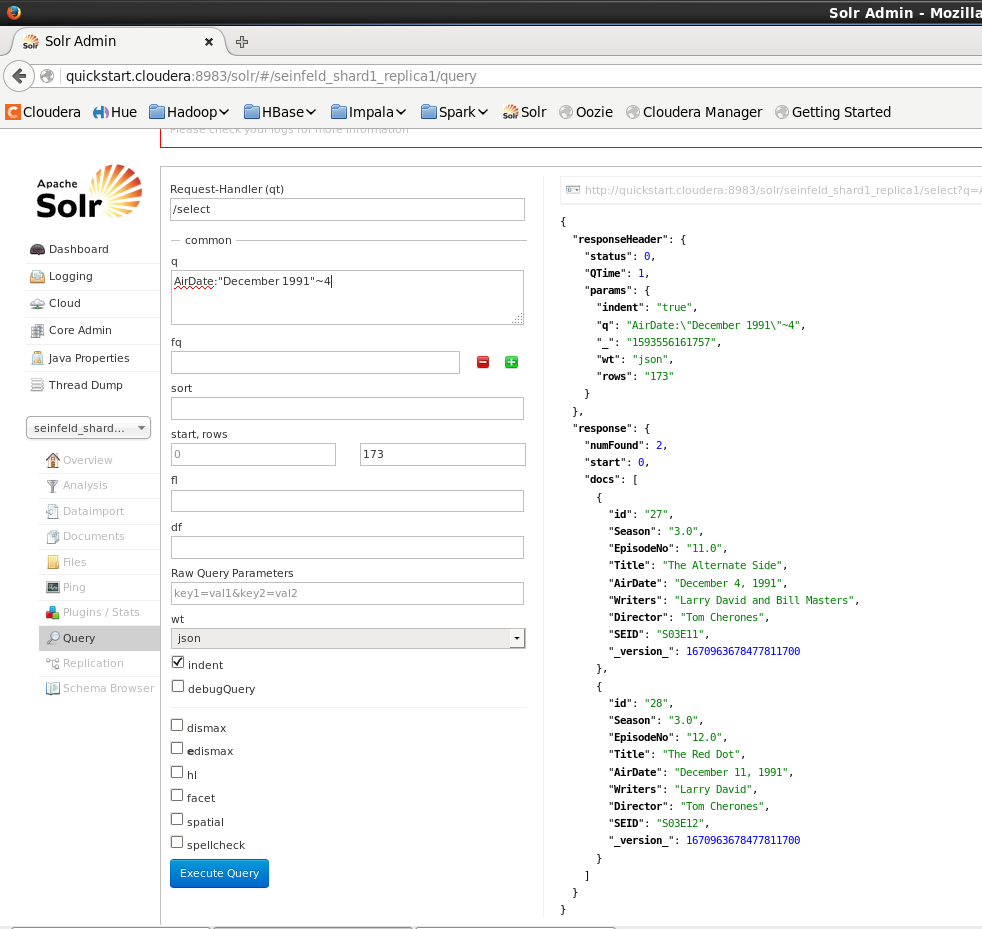 Solr Admin - Mozilla
Solr Solr Admin
quickstart.cloudera:8983/solr/#/seinfeld_shard1_replica1/query
Cloudera Hue Hadoop HBase Impala Spark Solr Solr Oozie Cloudera Manager Getting Started
Please check your logs for more information
Apache
Solr
Dashboard
Logging
Cloud
Core Admin
Java Properties
Thread Dump
seinfeld_shard...
Overview
Analysis
Dataimport
Documents
Files
Ping
Plugins / Stats
Query
Replication
Schema Browser
Request-Handler (qt)
/select
common
q
AirDate:"December 1991"~4
fq
sort
start, rows
0 173
fl
df
Raw Query Parameters
key1=val1&key2=val2
wt
json
indent
debugQuery
dismax
edismax
hl
facet
spatial
spellcheck
Execute Query
http://quickstart.cloudera:8983/solr/seinfeld_shard1_replica1/select?q=A
{
"responseHeader": {
"status": 0,
"QTime": 1,
"params": {
"indent": "true",
"q": "AirDate:\"December 1991\"~4",
"_": "1593556161757",
"wt": "json",
"rows": "173"
}
},
"response": {
"numFound": 2,
"start": 0,
"docs": [
{
"id": "27",
"Season": "3.0",
"EpisodeNo": "11.0",
"Title": "The Alternate Side",
"AirDate": "December 4, 1991",
"Writers": "Larry David and Bill Masters",
"Director": "Tom Cherones",
"SEID": "S03E11",
"_version_": 1670963678477811700
},
{
"id": "28",
"Season": "3.0",
"EpisodeNo": "12.0",
"Title": "The Red Dot",
"AirDate": "December 11, 1991",
"Writers": "Larry David",
"Director": "Tom Cherones",
"SEID": "S03E12",
"_version_": 1670963678477811700
}
]
}
}